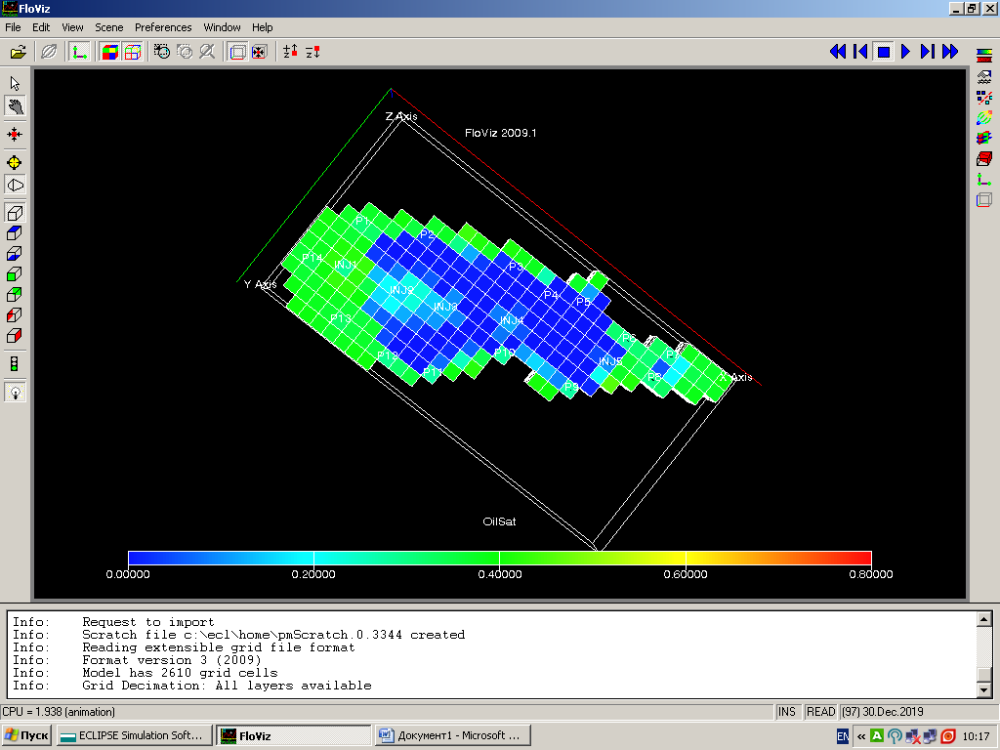 FloViz
File Edit View Scene Preferences Window Help
Z Axis
FloViz 2009.1
P1
P2
P14
INJ1
P3
Y Axis
INJ2
P4
INJ3
P5
P13
INJ4
P6
P12
P10
INJ5
X Axis
P11
P9
OilSat
0.00000 0.20000 0.40000 0.60000 0.80000
Info: Request to import
Info: Scratch file c:\ecl\home\pmScratch.0.3344 created
Info: Reading extensible grid file format
Info: Format version 3 (2009)
Info: Model has 2610 grid cells
Info: Grid Decimation: All layers available
CPU = 1.938 (animation) INS READ (97) 30.Dec.2019
Пуск ECLIPSE Simulation Soft... FloViz Документ1 - Microsoft ... EN « 10:17